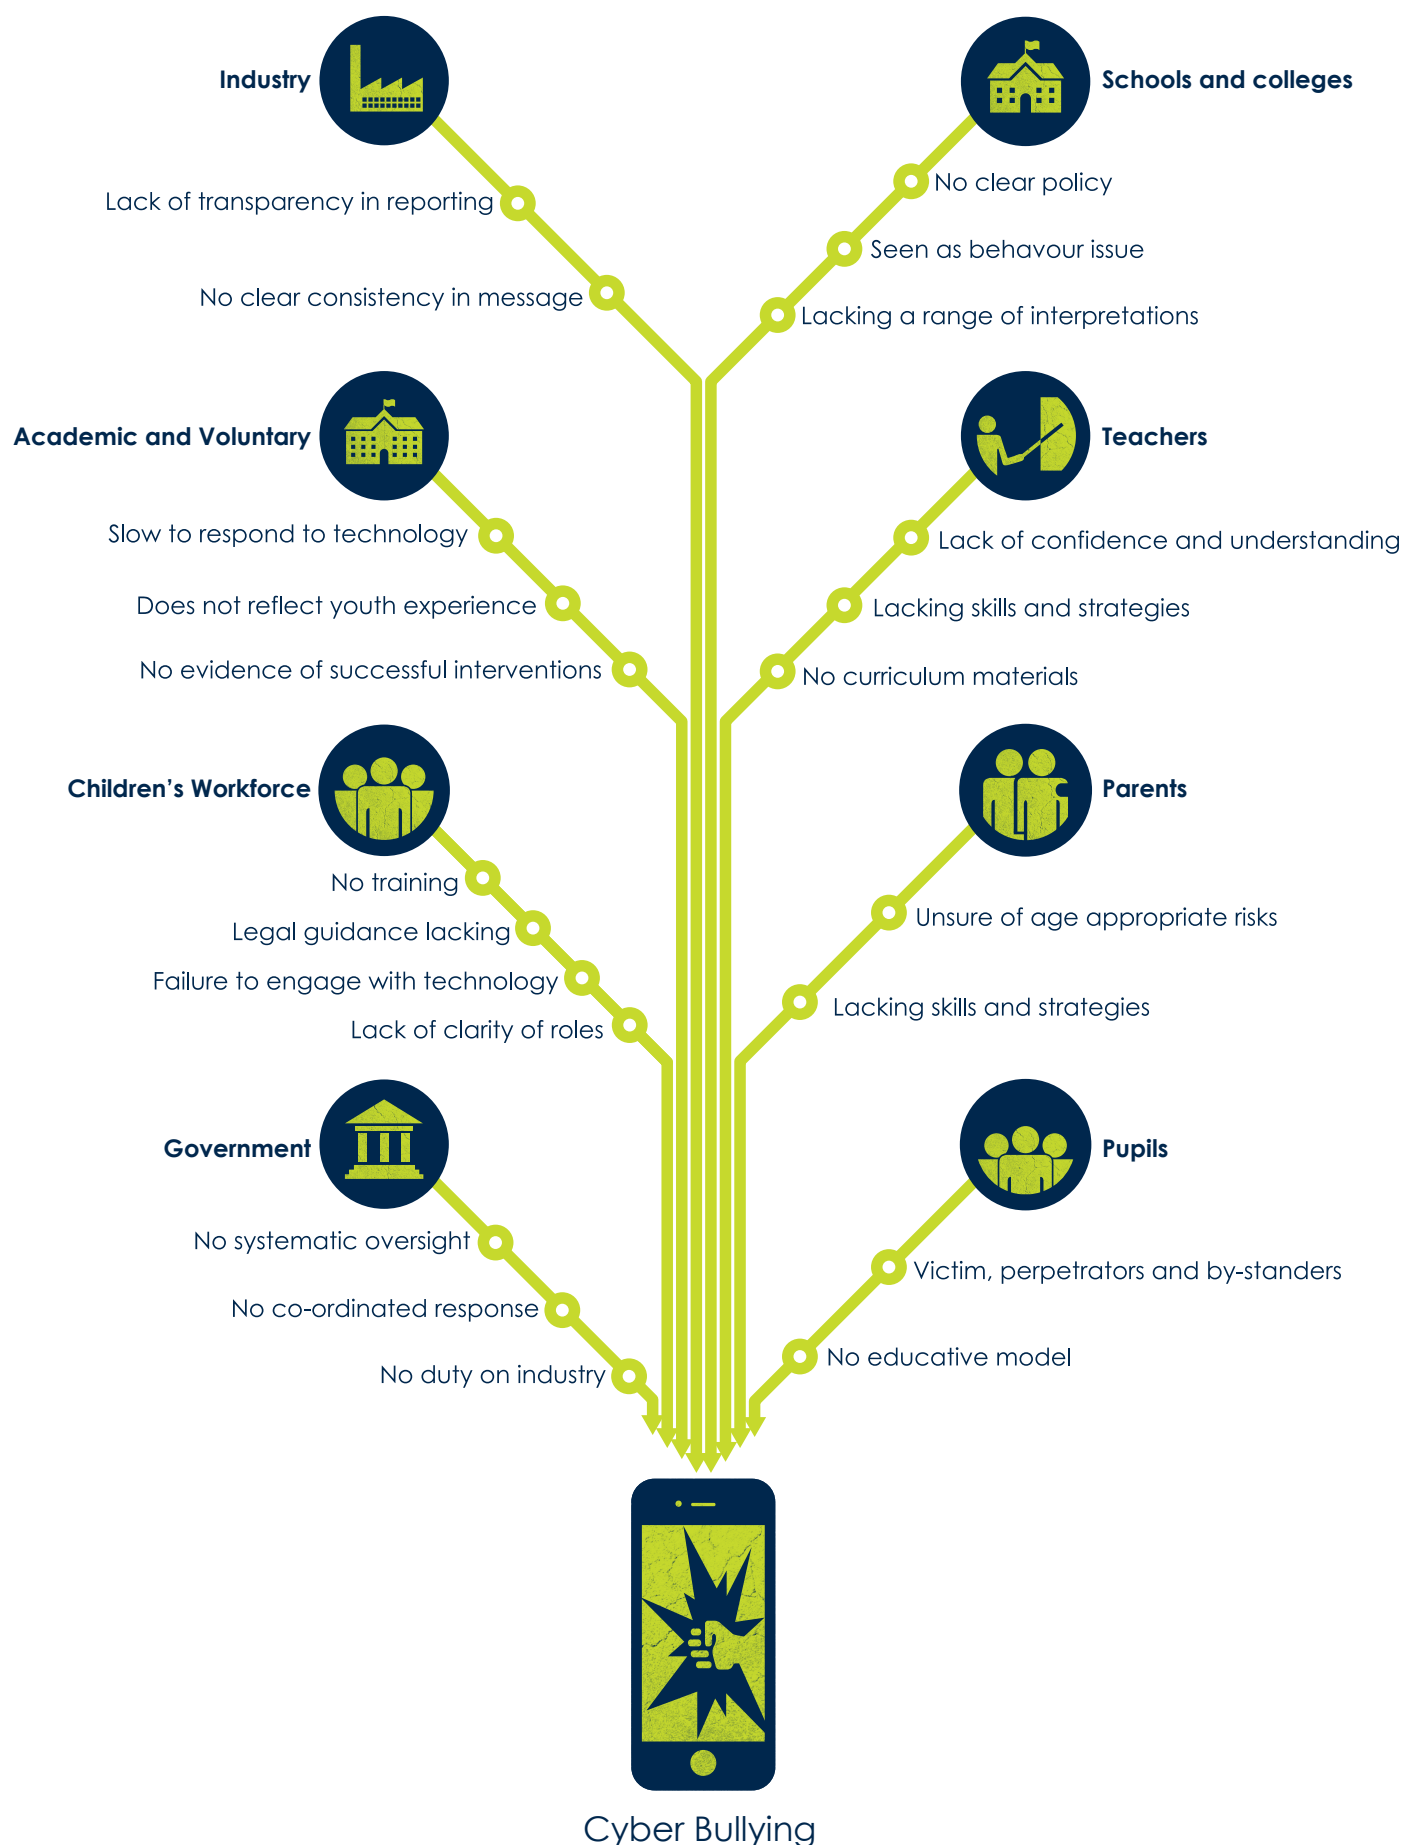 Industry
Lack of transparency in reporting
No clear consistency in message
Schools and colleges
No clear policy
Seen as behavour issue
Lacking a range of interpretations
Academic and Voluntary
Slow to respond to technology
Does not reflect youth experience
No evidence of successful interventions
Teachers
Lack of confidence and understanding
Lacking skills and strategies
No curriculum materials
Children’s Workforce
No training
Legal guidance lacking
Failure to engage with technology
Lack of clarity of roles
Parents
Unsure of age appropriate risks
Lacking skills and strategies
Government
No systematic oversight
No co-ordinated response
No duty on industry
Pupils
Victim, perpetrators and by-standers
No educative model
Cyber Bullying